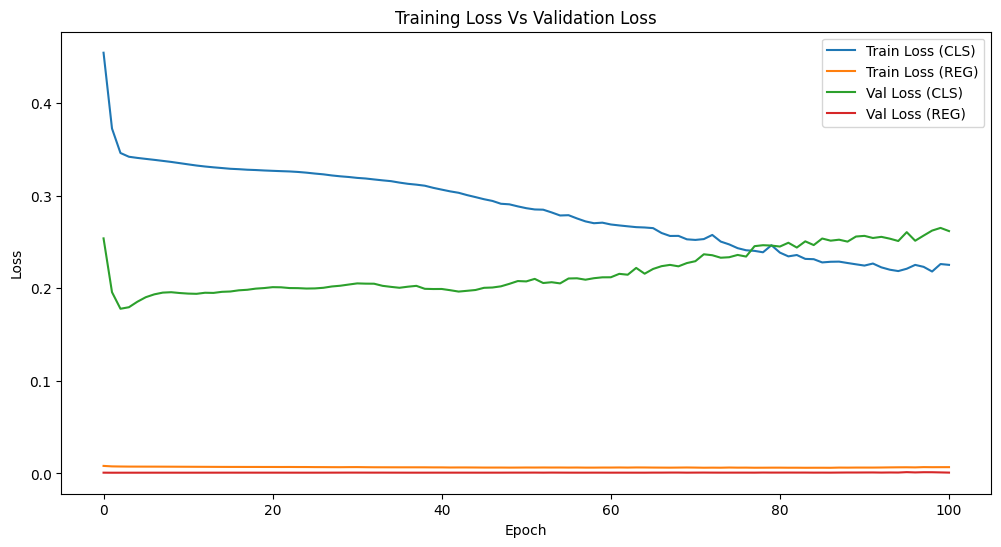 Training Loss Vs Validation Loss
Train Loss (CLS)
Train Loss (REG)
Val Loss (CLS)
Val Loss (REG)
Loss
0.4
0.3
0.2
0.1
0.0
0 20 40 60 80 100
Epoch